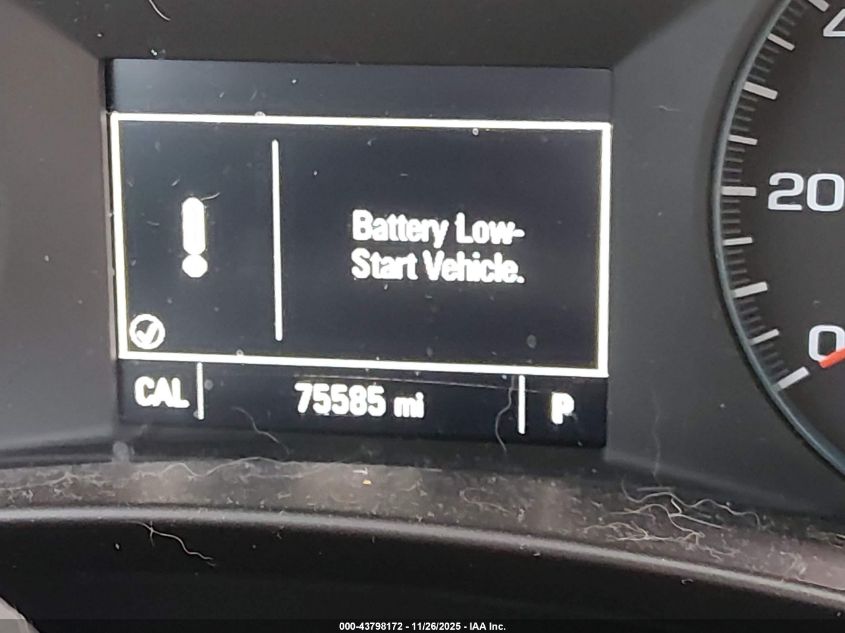 20
Battery Low-
Start Vehicle.
0
CAL 75585 mi P
000-43798172 - 11/26/2025 - IAA Inc.